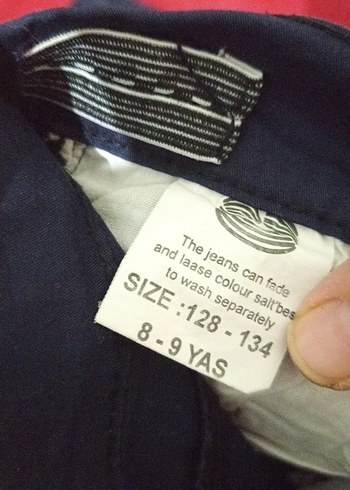 The jeans can fade
and laase colour salt'bes
to wash separately
SIZE : 128 - 134
8 - 9 YAS